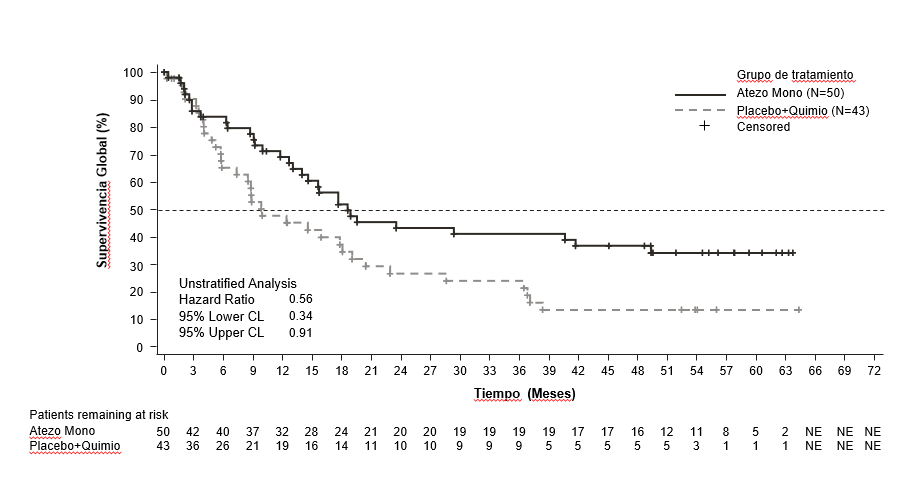 Grupo de tratamiento
Atezo Mono (N=50)
Placebo+Quimio (N=43)
Censored
Supervivencia Global (%)
100
90
80
70
60
50
40
30
20
10
0
Unstratified Analysis
Hazard Ratio 0.56
95% Lower CL 0.34
95% Upper CL 0.91
0 3 6 9 12 15 18 21 24 27 30 33 36 39 42 45 48 51 54 57 60 63 66 69 72
Tiempo (Meses)
Patients remaining at risk
Atezo Mono 50 42 40 37 32 28 24 21 20 20 19 19 19 19 17 17 16 12 11 8 5 2 NE NE NE
Placebo+Quimio 43 36 26 21 19 16 14 11 10 10 9 9 9 5 5 5 5 5 3 1 1 1 NE NE NE